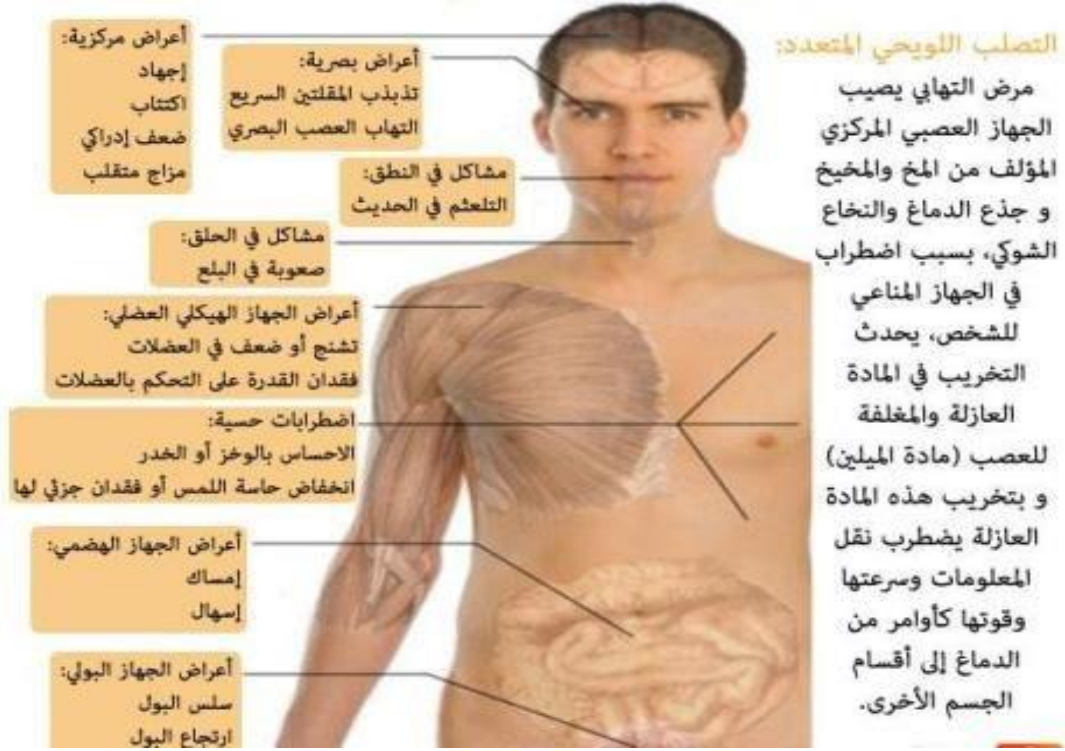 التصلب اللويحي المتعدد:
مرض التهابي يصيب
الجهاز العصبي المركزي
المؤلف من المخ والمخيخ
و جذع الدماغ والنخاع
الشوكي، بسبب اضطراب
في الجهاز المناعي
للشخص، يحدث
التخريب في المادة
العازلة والمغلفة
للعصب (مادة الميلين)
و بتخريب هذه المادة
العازلة يضطرب نقل
المعلومات وسرعتها
وقوتها كأوامر من
الدماغ إلى أقسام
الجسم الأخرى.
أعراض مركزية:
إجهاد
اكتئاب
ضعف إدراكي
مزاج متقلب
أعراض بصرية:
تذبذب المقلتين السريع
التهاب العصب البصري
مشاكل في النطق:
التلعثم في الحديث
مشاكل في الحلق:
صعوبة في البلع
أعراض الجهاز الهيكلي العضلي:
تشنج أو ضعف في العضلات
فقدان القدرة على التحكم بالعضلات
اضطرابات حسية:
الاحساس بالوخز أو الخدر
انخفاض حاسة اللمس أو فقدان جزئي لها
أعراض الجهاز الهضمي:
إمساك
إسهال
أعراض الجهاز البولي:
سلس البول
ارتجاع البول